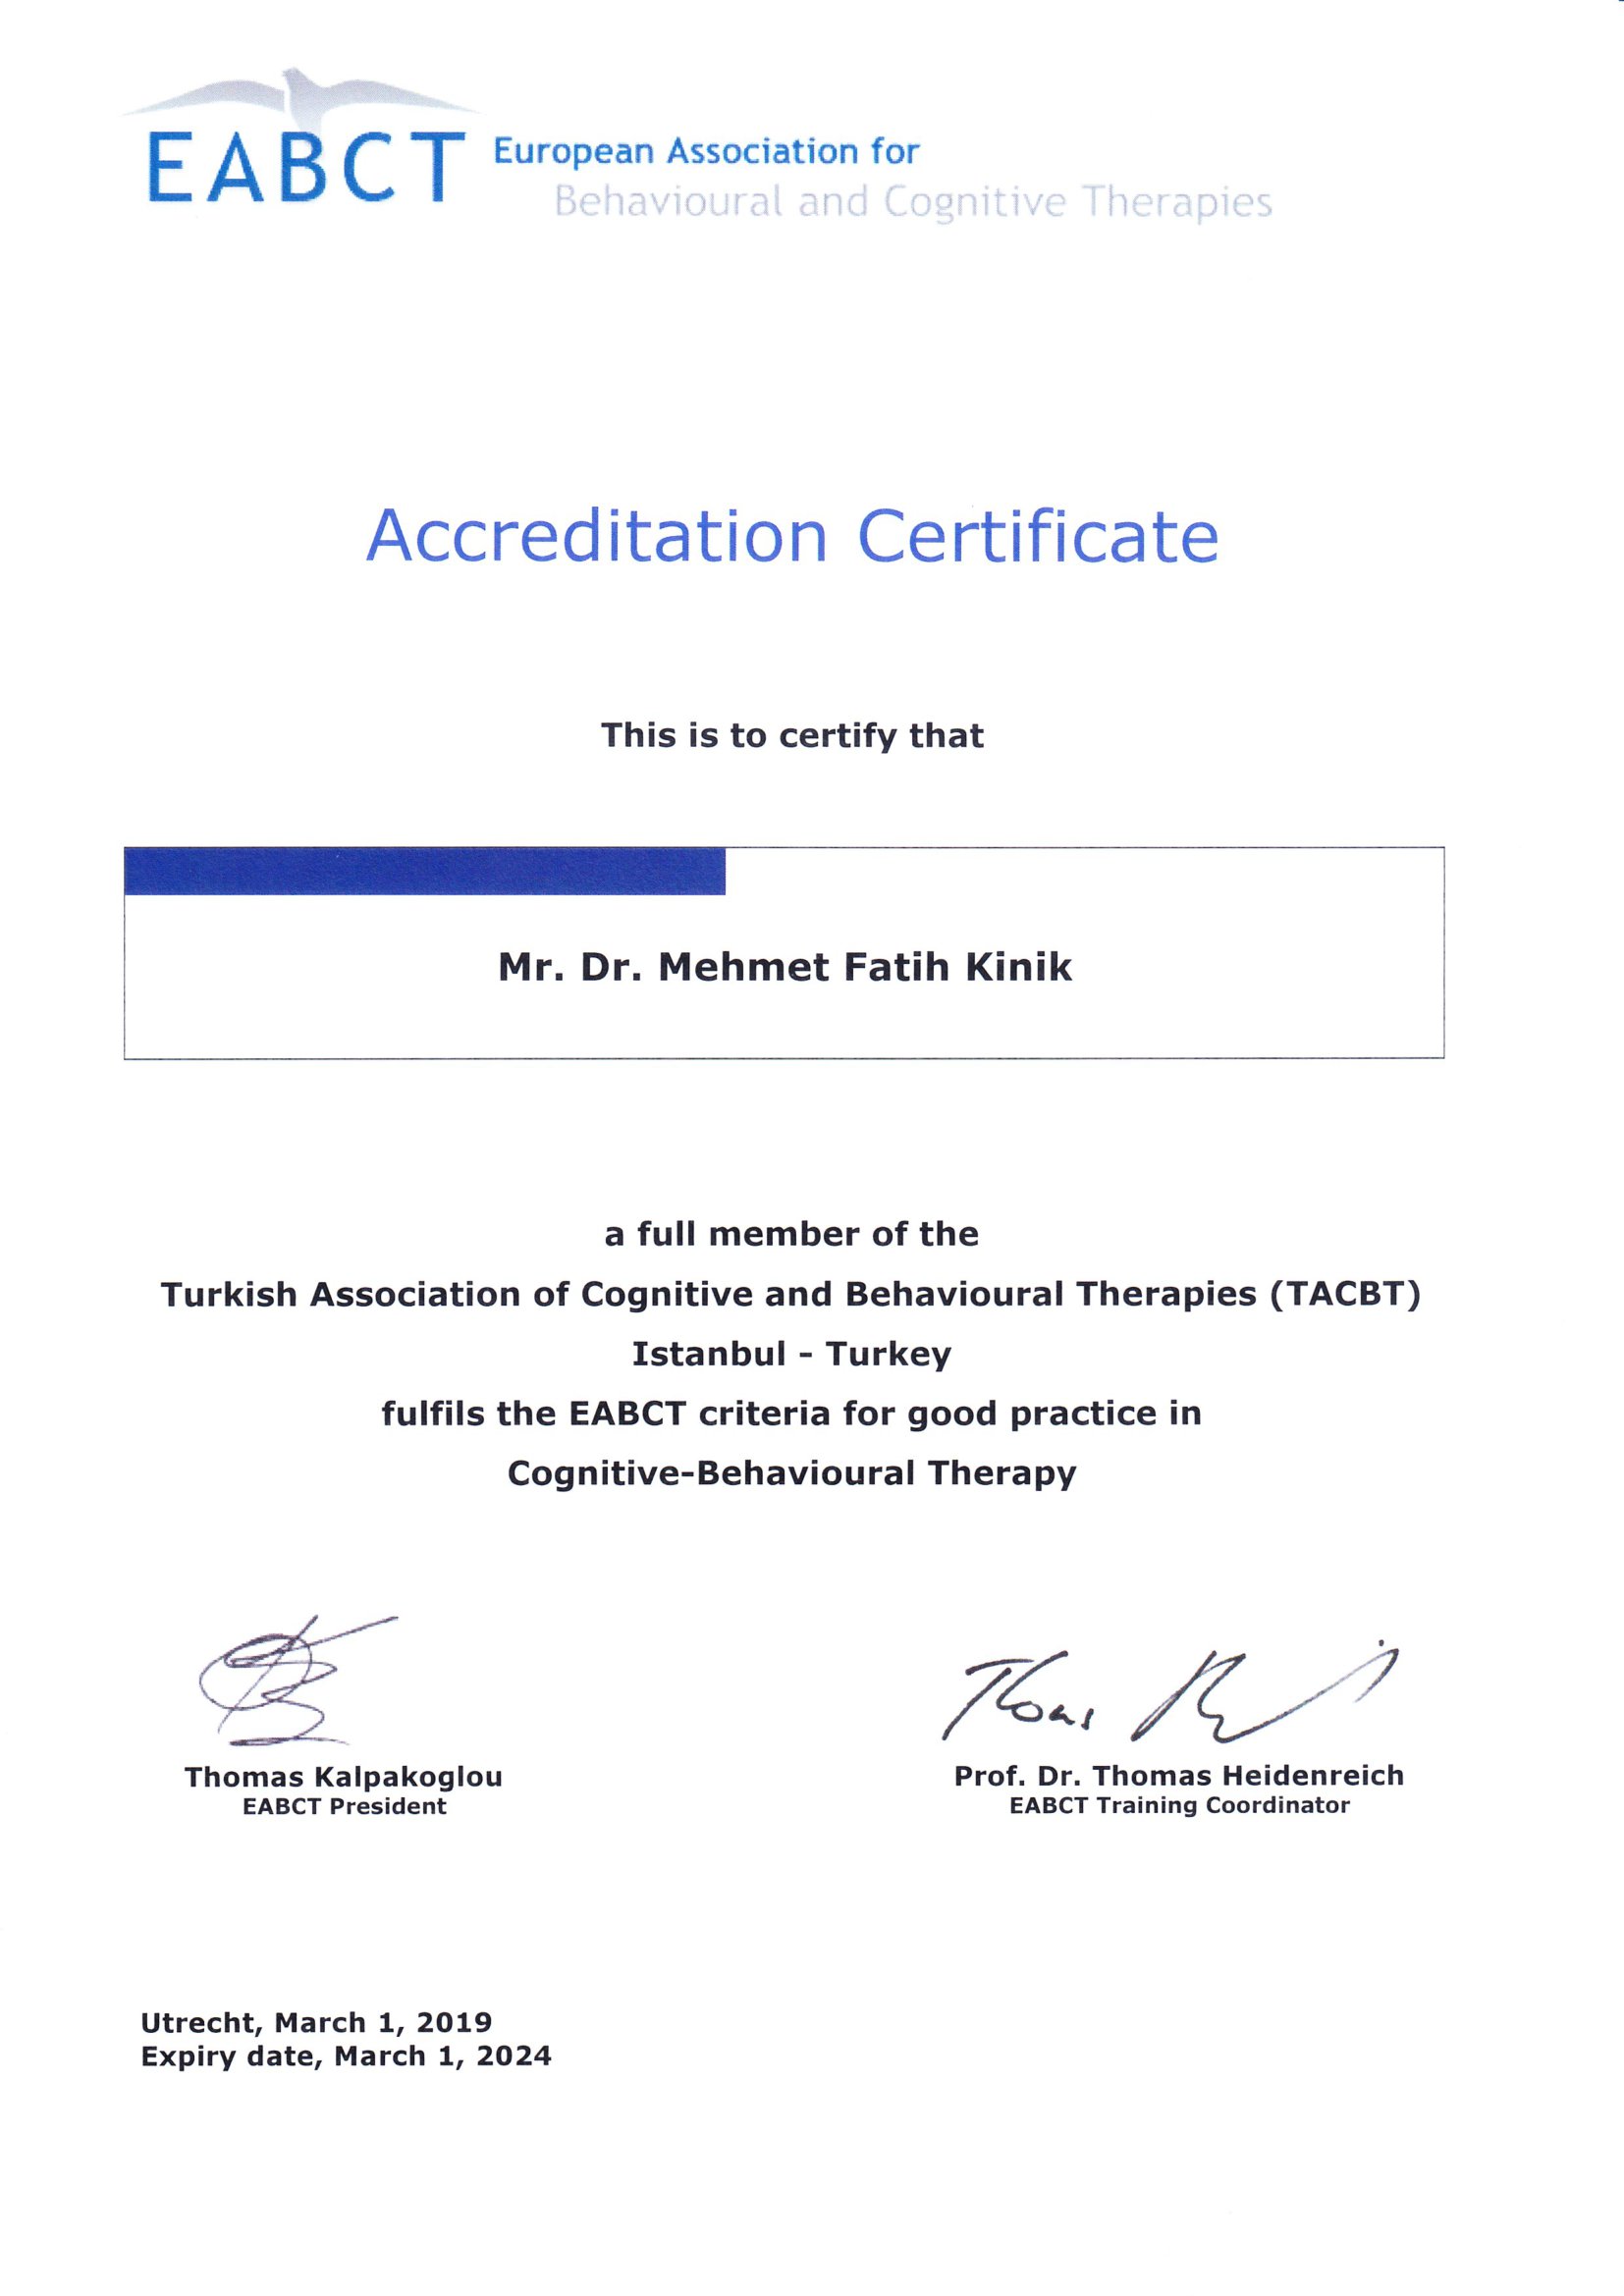 EABCT European Association for
Behavioural and Cognitive Therapies
Accreditation Certificate
This is to certify that
Mr. Dr. Mehmet Fatih Kinik
a full member of the
Turkish Association of Cognitive and Behavioural Therapies (TACBT)
Istanbul - Turkey
fulfils the EABCT criteria for good practice in
Cognitive-Behavioural Therapy
Thomas Kalpakoglou
EABCT President
Prof. Dr. Thomas Heidenreich
EABCT Training Coordinator
Utrecht, March 1, 2019
Expiry date, March 1, 2024